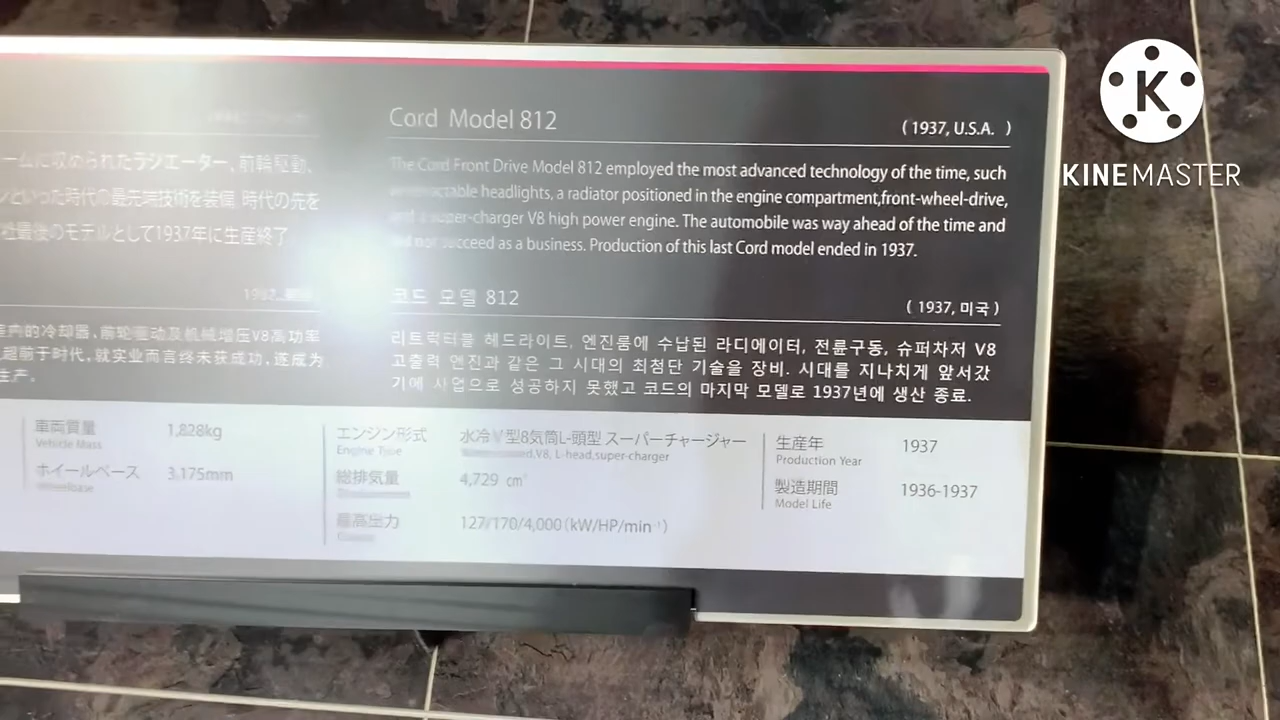 Cord Model 812
(1937, U.S.A. )
The Cord Front Drive Model 812 employed the most advanced technology of the time, such
as retractable headlights, a radiator positioned in the engine compartment,front-wheel-drive,
and a super-charger V8 high power engine. The automobile was way ahead of the time and
did not succeed as a business. Production of this last Cord model ended in 1937.
ームに収められたラジエーター、前輪駆動、
ンといった時代の最先端技術を装備。時代の先を
社最後のモデルとして1937年に生産終了
코드 모델 812
(1937, 미국)
리트럭터블 헤드라이트, 엔진룸에 수납된 라디에이터, 전륜구동, 슈퍼차저 V8
고출력 엔진과 같은 그 시대의 최첨단 기술을 장비. 시대를 지나치게 앞서갔
기에 사업으로 성공하지 못했고 코드의 마지막 모델로 1937년에 생산 종료.
内的冷却器，前轮驱动及机械增压V8高功率
超前于时代，就实业而言终未获成功，遂成为
生产。
車両質量 1,828kg
Vehicle Mass
ホイールベース 3,175mm
Wheelbase
エンジン形式 水冷V型8気筒L-頭型 スーパーチャージャー
Engine Type V8, L-head,super-charger
総排気量 4,729 cm³
最高出力 127/170/4,000(kW/HP/min⁻¹)
生産年 1937
Production Year
製造期間 1936-1937
Model Life
KINEMASTER